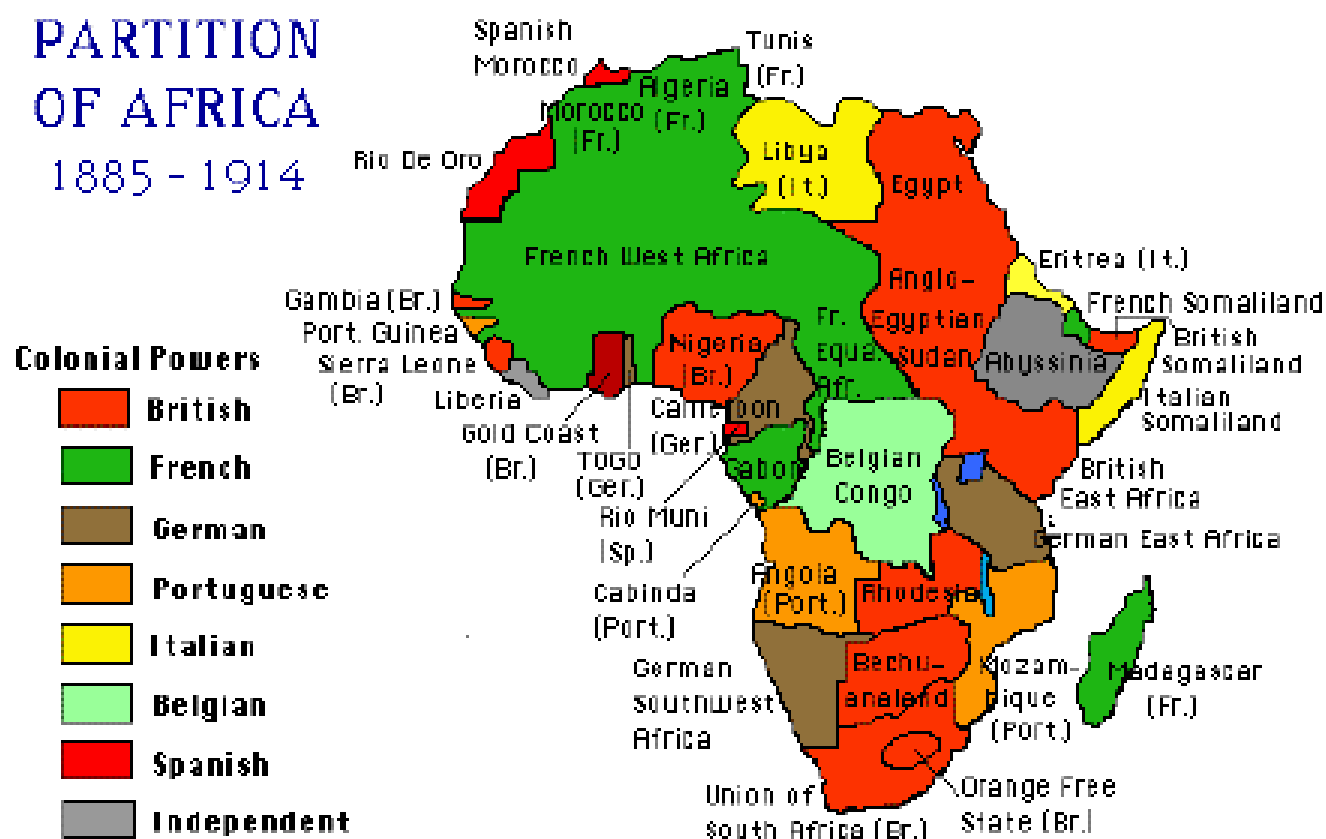 PARTITION
OF AFRICA
1885 - 1914
Spanish
Morocco
Tunis
(Fr.)
Algeria
(Fr.)
Morocco
(Fr.)
Rio De Oro
Libya
(It.)
Egypt
French West Africa
Eritrea (It.)
Anglo-
Egyptian
Sudan
French Somaliland
British
Somaliland
Italian
Somaliland
Gambia (Br.)
Port. Guinea
Sierra Leone
(Br.)
Liberia
Gold Coast
(Br.)
TOGO
(Ger.)
Nigeria
(Br.)
Fr.
Equa.
Afr.
Abyssinia
Cameroon
(Ger.)
Gabon
Belgian
Congo
British
East Africa
German East Africa
Rio Muni
(Sp.)
Cabinda
(Port.)
Angola
(Port.)
Rhodesia
German
Southwest
Africa
Bechu-
analand
Mozam-
bique
(Port.)
Madagascar
(Fr.)
Union of
South Africa (Br.)
Orange Free
State (Br.)
Colonial Powers
British
French
German
Portuguese
Italian
Belgian
Spanish
Independent